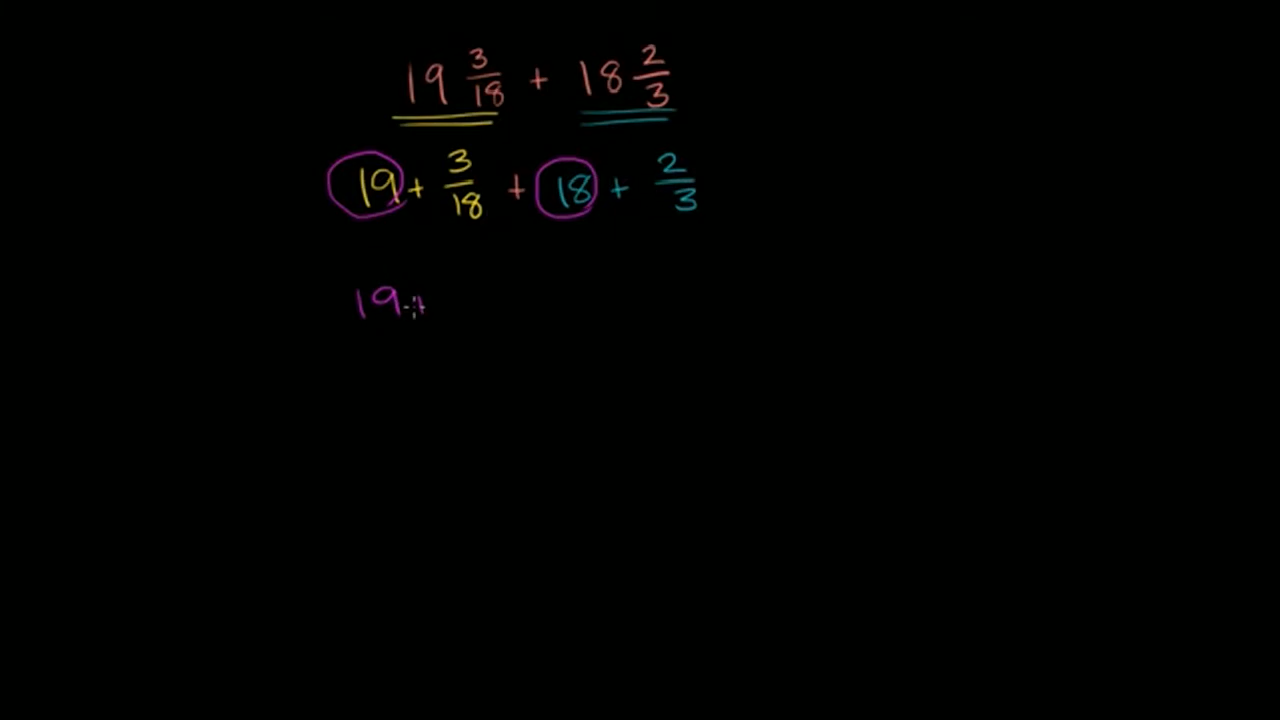 19 3/18 + 18 2/3
19 + 3/18 + 18 + 2/3
19 +